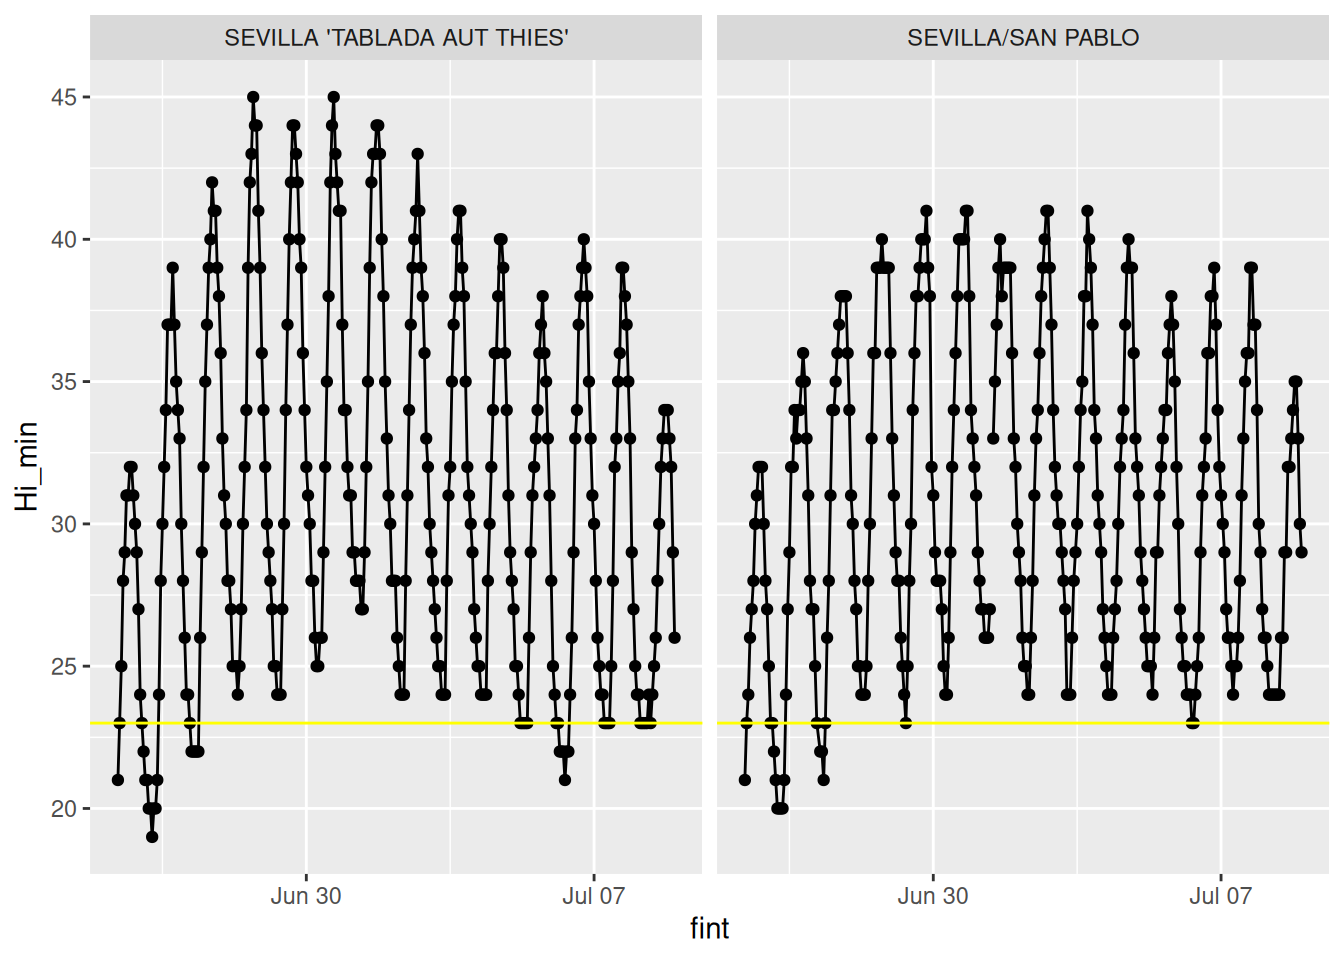 SEVILLA 'TABLADA AUT THIES'
SEVILLA/SAN PABLO
45
40
35
30
25
20
Hi_min
Jun 30
Jul 07
Jun 30
Jul 07
fint